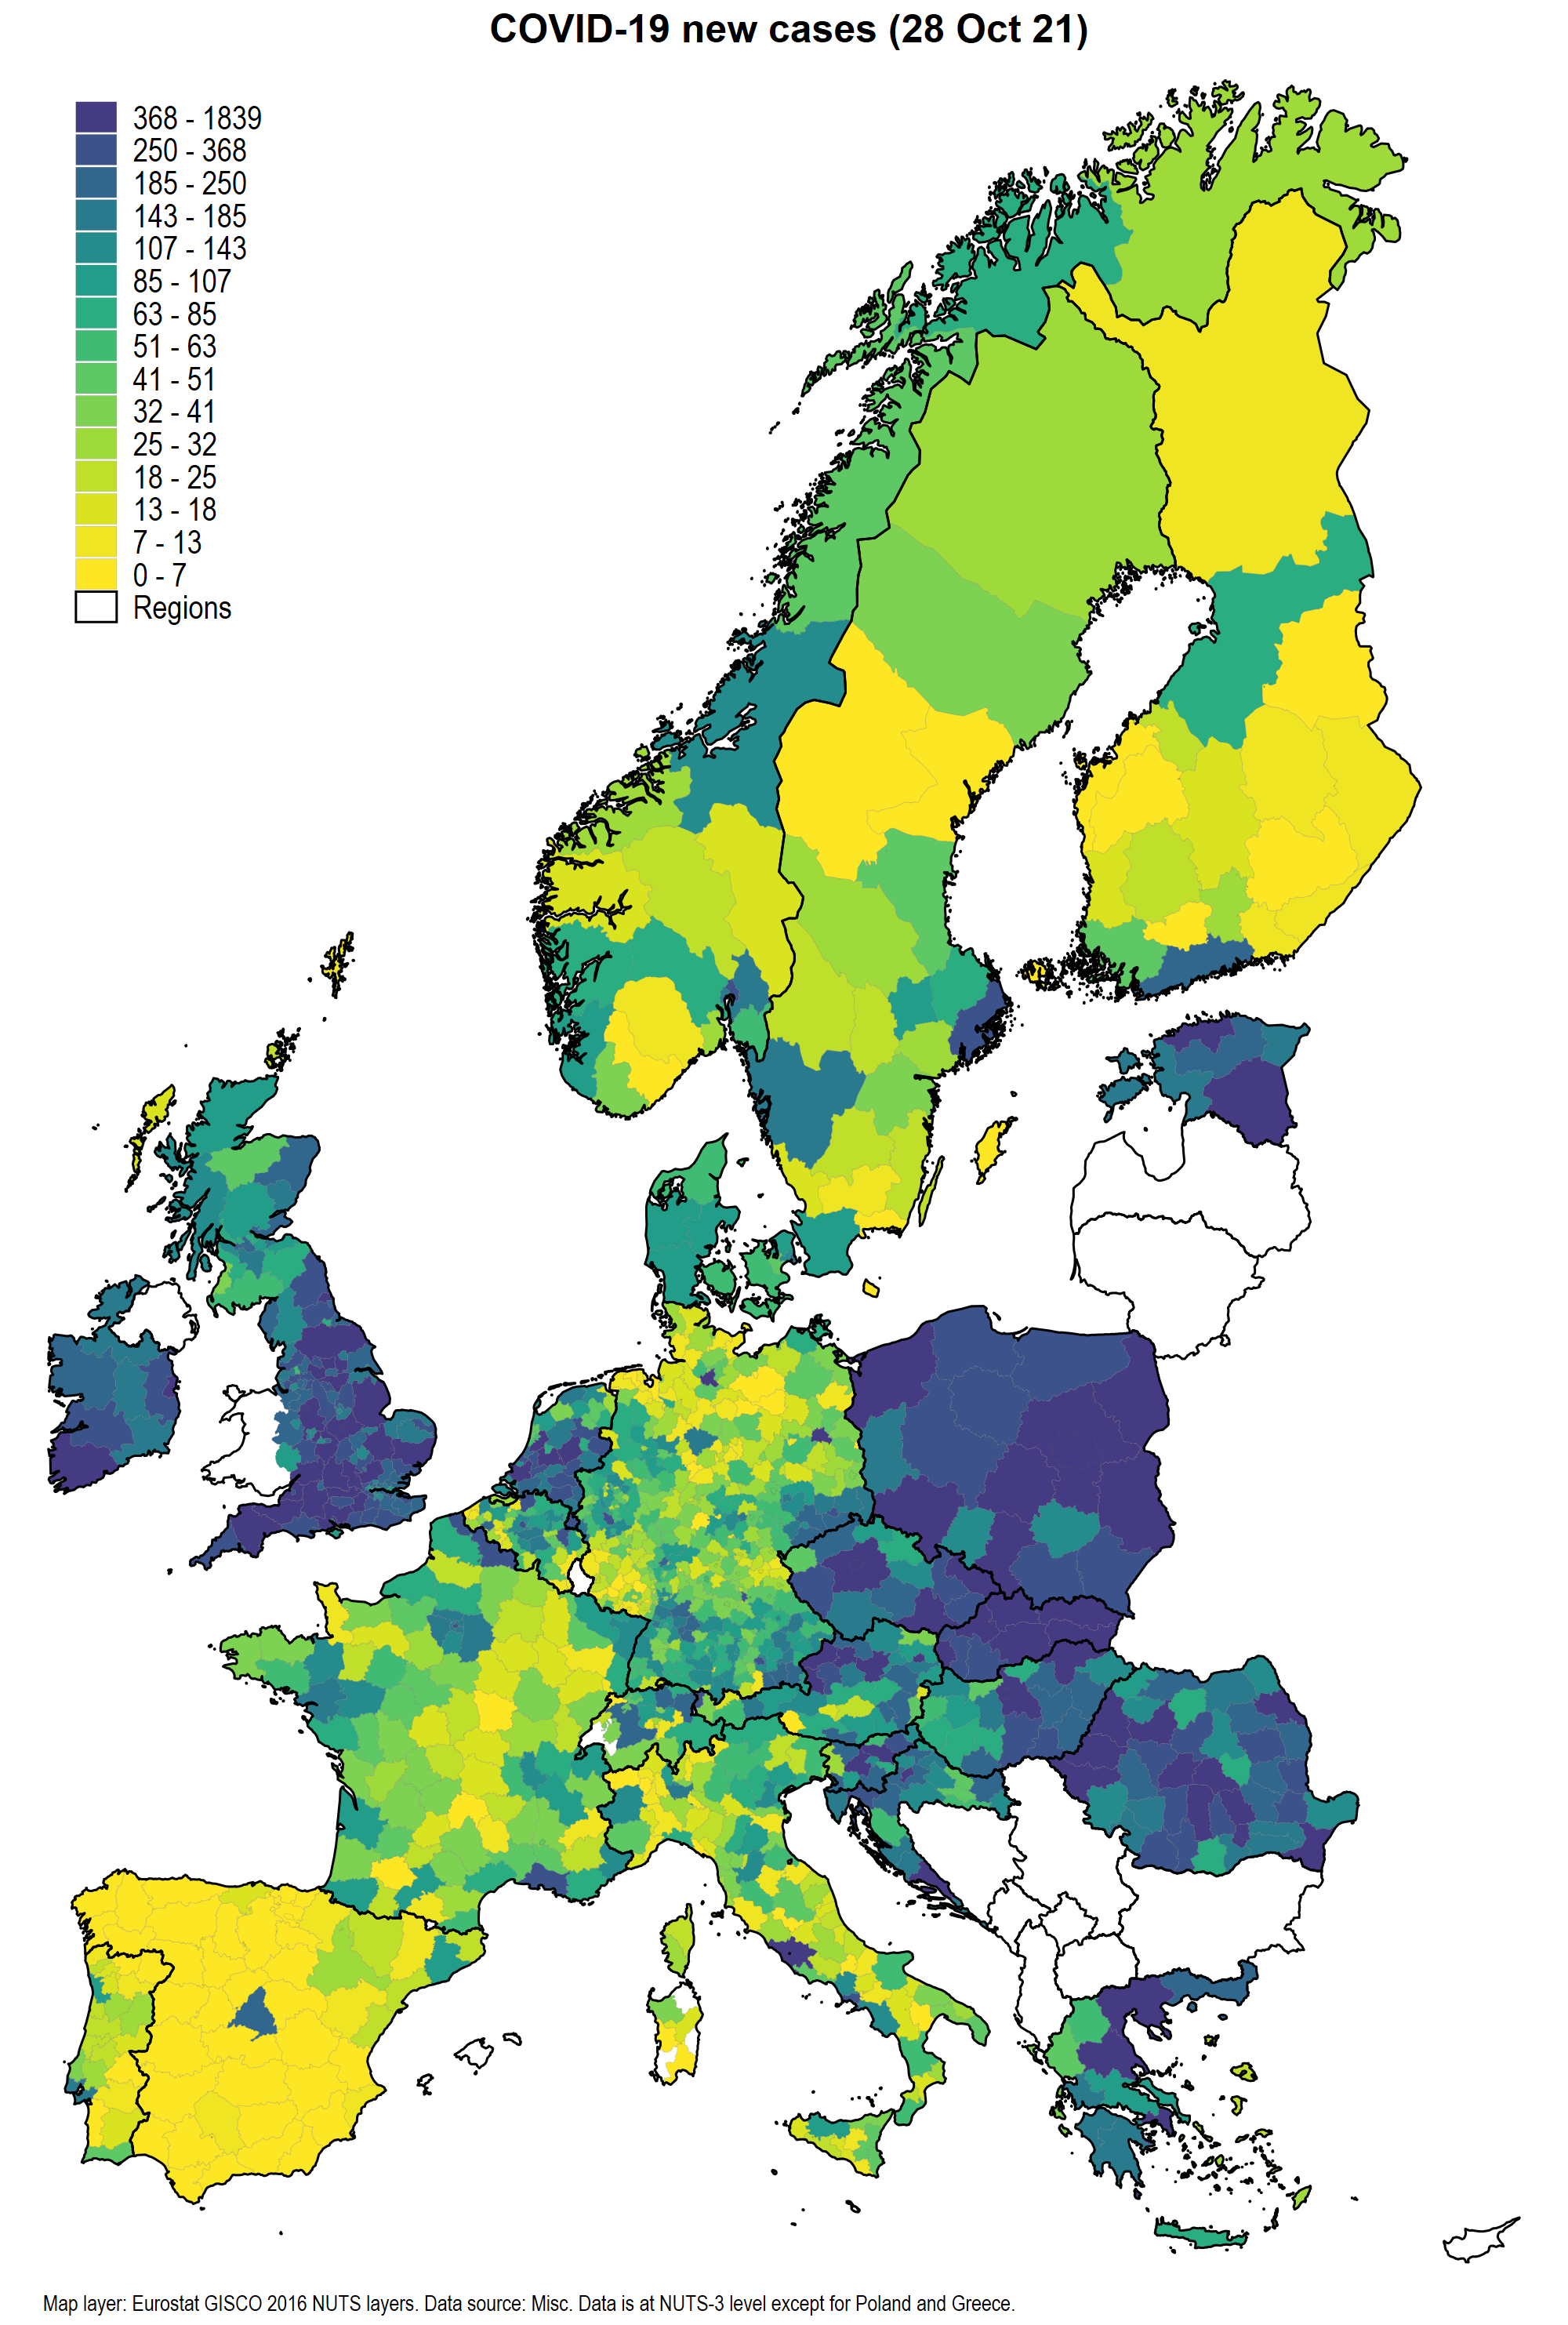 COVID-19 new cases (28 Oct 21)
368 - 1839
250 - 368
185 - 250
143 - 185
107 - 143
85 - 107
63 - 85
51 - 63
41 - 51
32 - 41
25 - 32
18 - 25
13 - 18
7 - 13
0 - 7
Regions
Map layer: Eurostat GISCO 2016 NUTS layers. Data source: Misc. Data is at NUTS-3 level except for Poland and Greece.